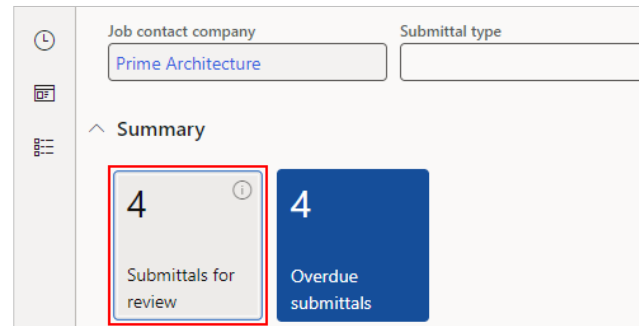 Job contact company
Submittal type
Prime Architecture
Summary
4
4
Submittals for
review
Overdue
submittals